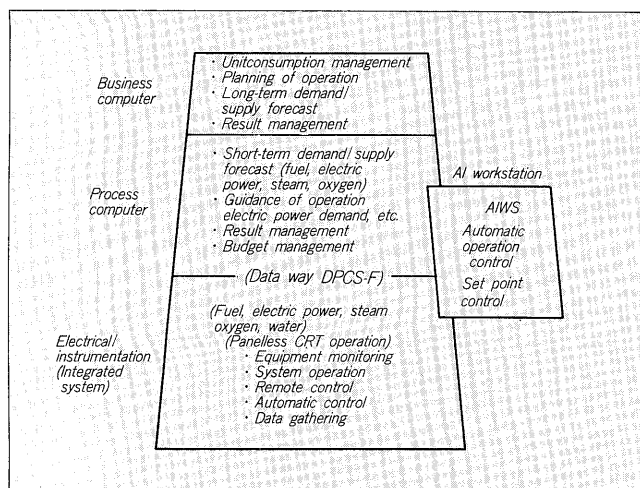 Business
computer
· Unitconsumption management
· Planning of operation
· Long-term demand/
supply forecast
· Result management
Process
computer
· Short-term demand/supply
forecast (fuel, electric
power, steam, oxygen)
· Guidance of operation
electric power demand, etc.
· Result management
· Budget management
AI workstation
AIWS
Automatic
operation
control
Set point
control
(Data way DPCS-F)
Electrical/
instrumentation
(Integrated
system)
(Fuel, electric power, steam
oxygen, water)
(Panelless CRT operation)
· Equipment monitoring
· System operation
· Remote control
· Automatic control
· Data gathering